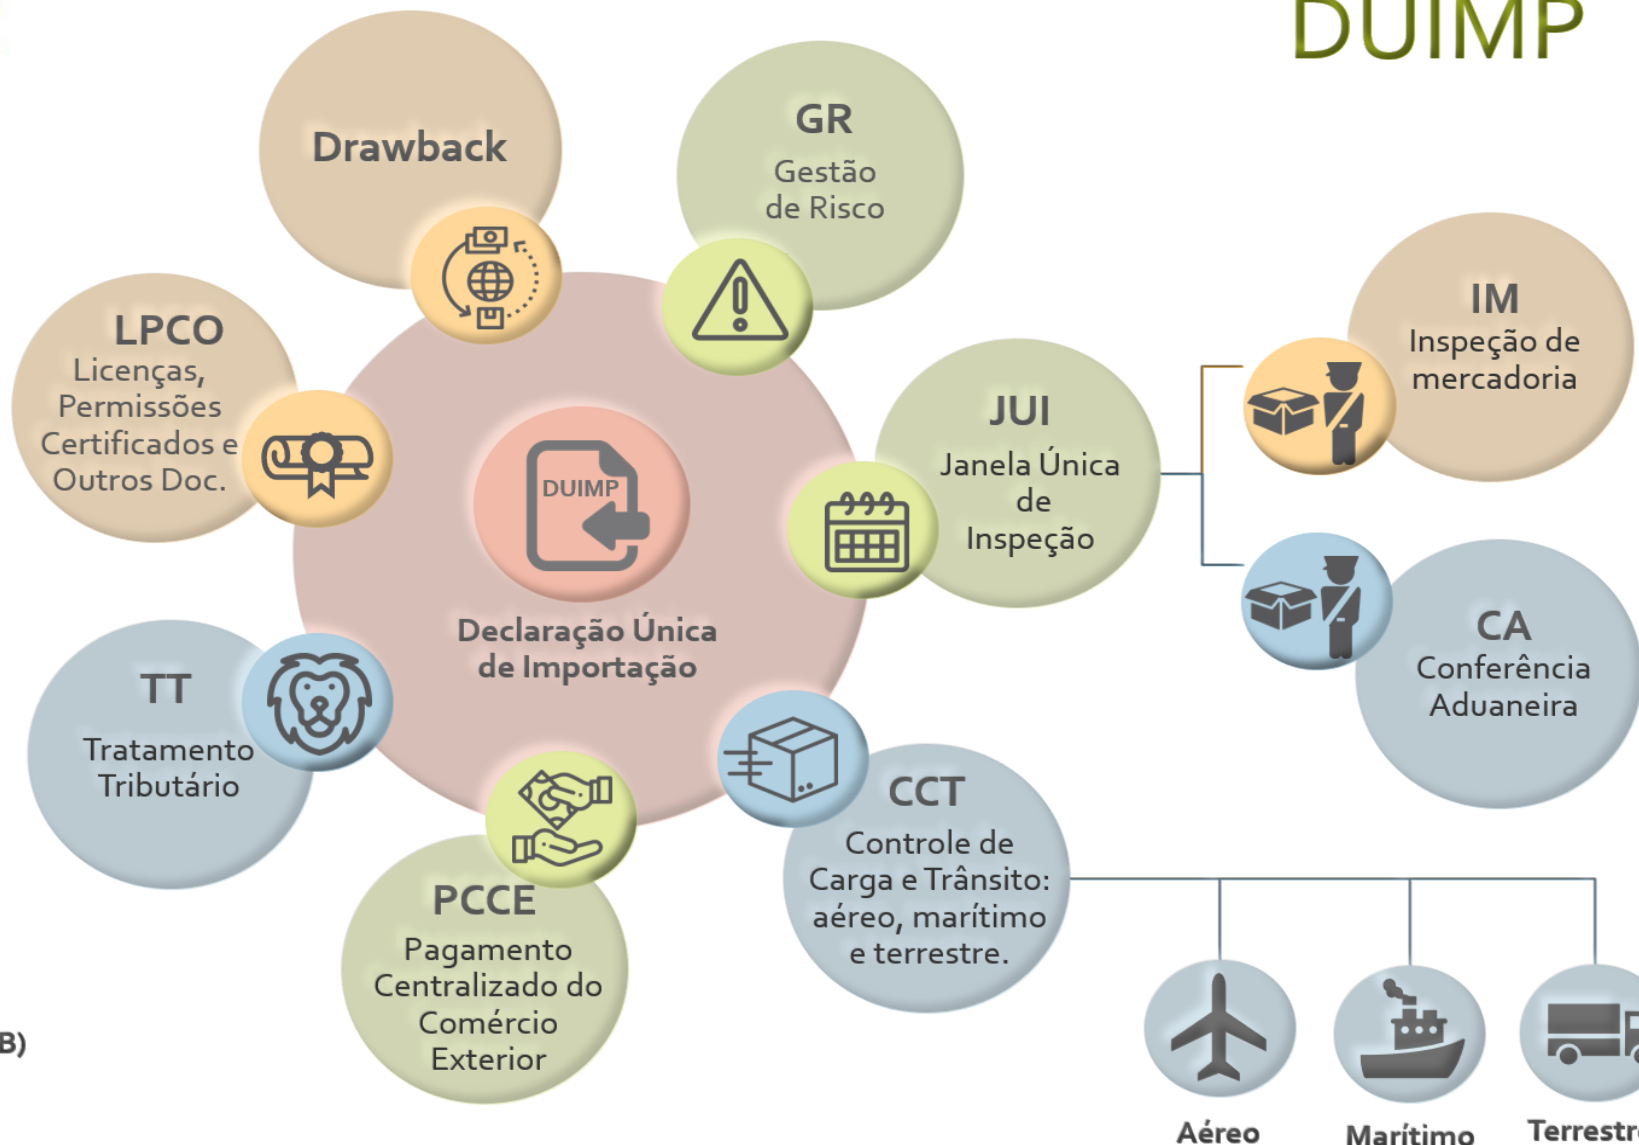 DUIMP
Drawback
GR
Gestão
de Risco
LPCO
Licenças,
Permissões
Certificados e
Outros Doc.
IM
Inspeção de
mercadoria
JUI
Janela Única
de
Inspeção
DUIMP
Declaração Única
de Importação
CA
Conferência
Aduaneira
TT
Tratamento
Tributário
CCT
Controle de
Carga e Trânsito:
aéreo, marítimo
e terrestre.
PCCE
Pagamento
Centralizado do
Comércio
Exterior
B)
Aéreo
Marítimo
Terrestre